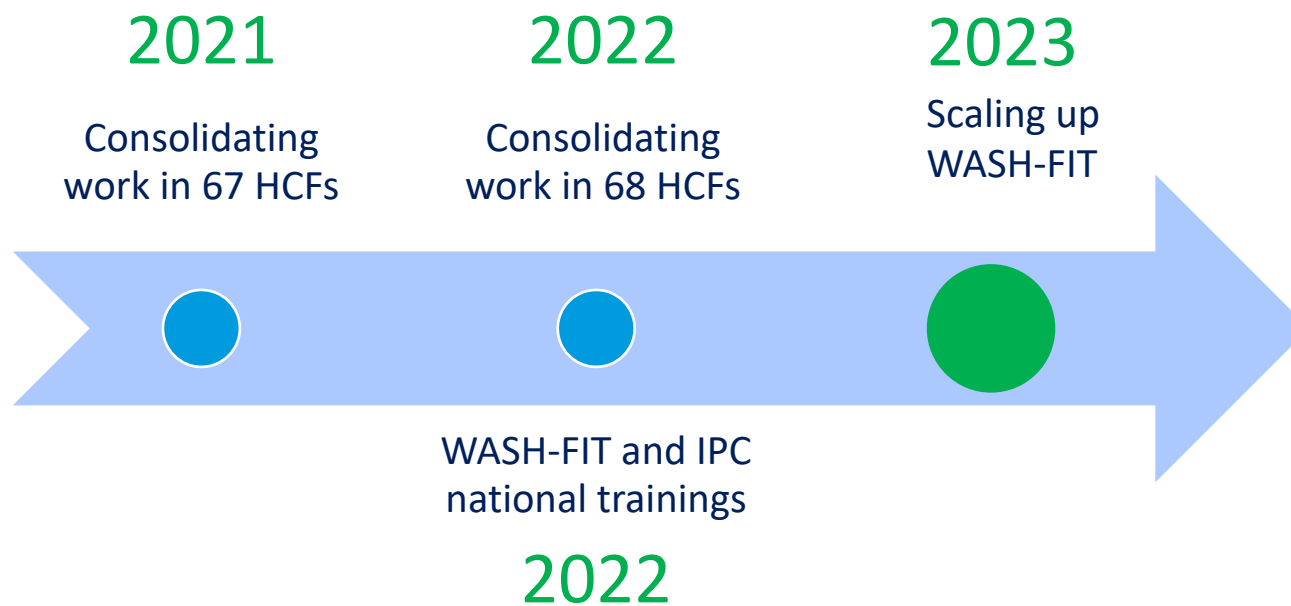 2021
Consolidating
work in 67 HCFs
2022
Consolidating
work in 68 HCFs
2023
Scaling up
WASH-FIT
WASH-FIT and IPC
national trainings
2022